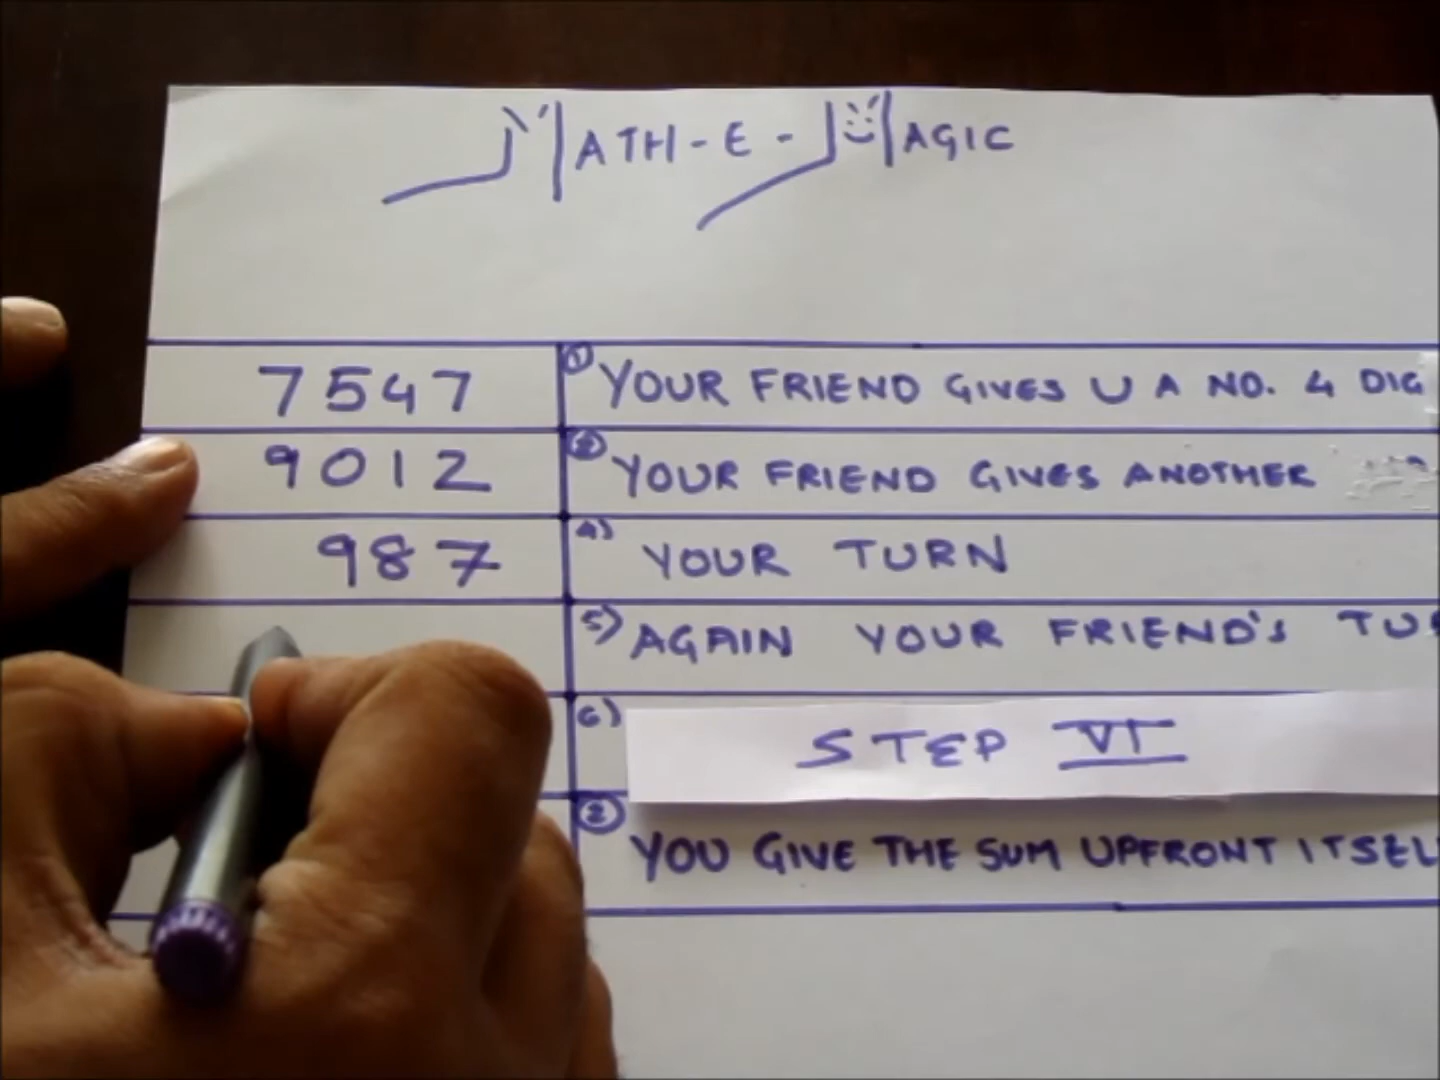 MATH-E-MAGIC
7547 ① YOUR FRIEND GIVES U A NO. 4 DIG
9012 YOUR FRIEND GIVES ANOTHER
987 4) YOUR TURN
5) AGAIN YOUR FRIEND'S
6) STEP VI
② YOU GIVE THE SUM UPFRONT ITSEL